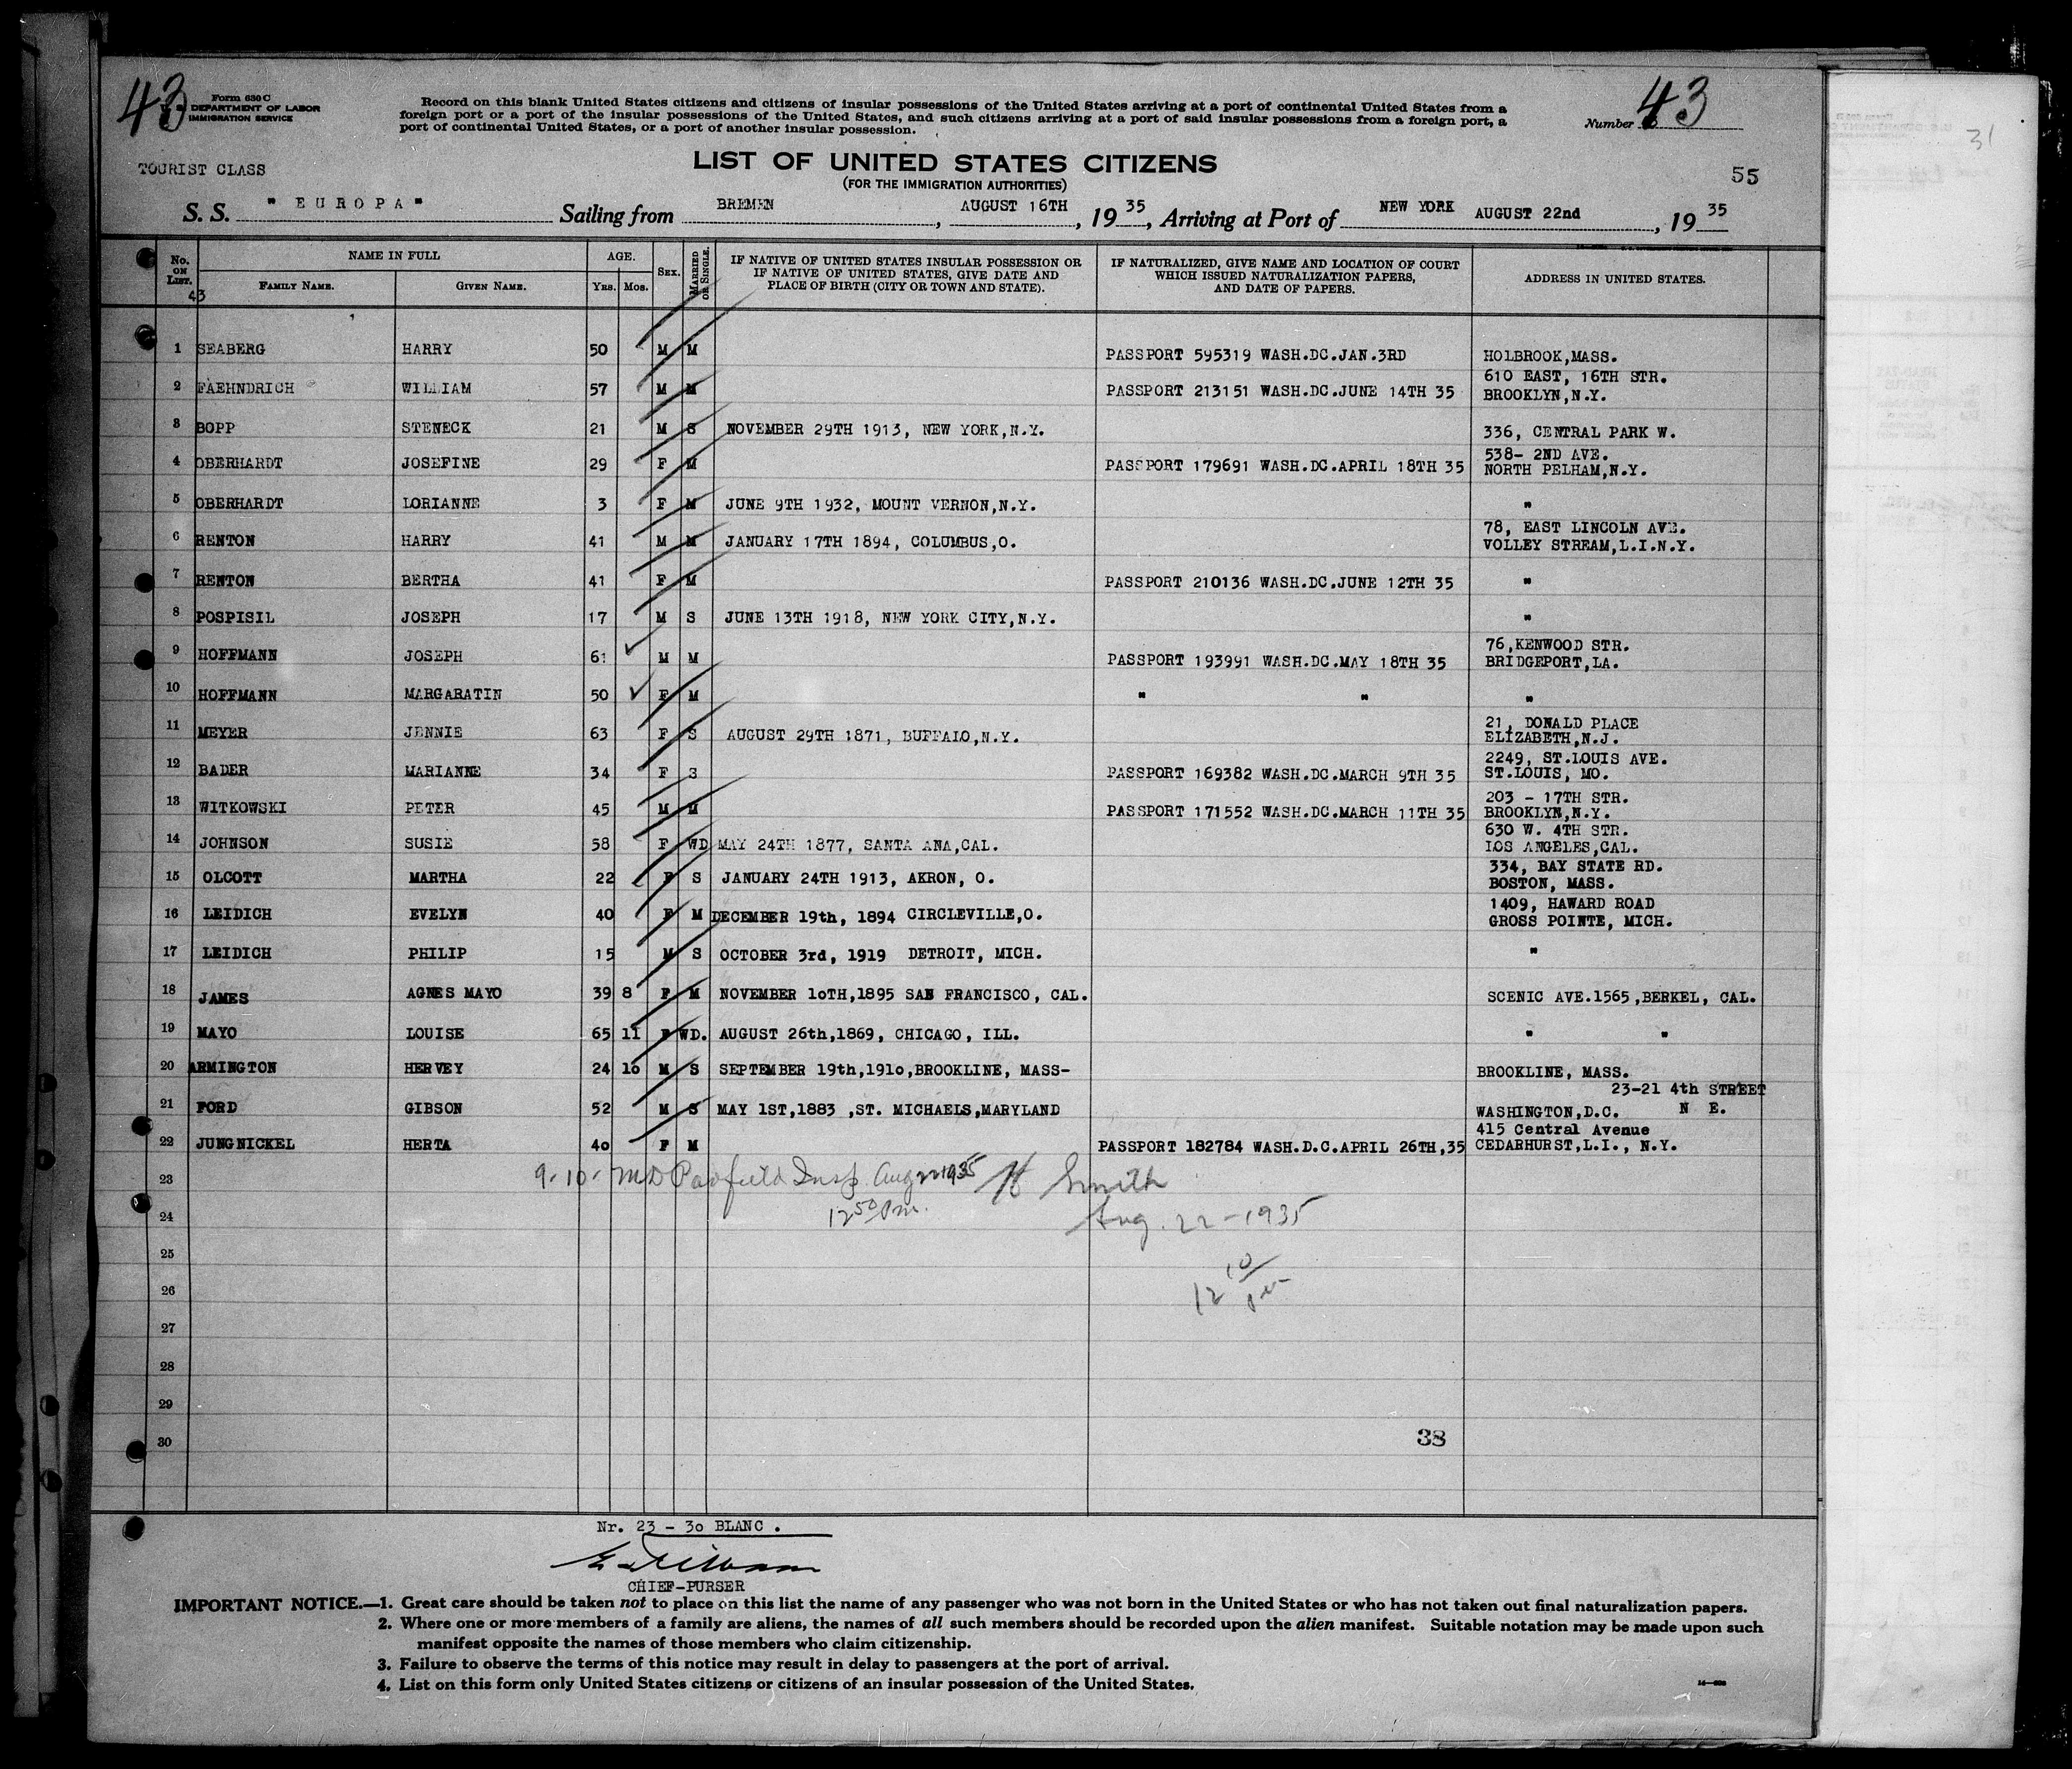 43
Form 630 C
U. S. DEPARTMENT OF LABOR
IMMIGRATION SERVICE
Record on this blank United States citizens and citizens of insular possessions of the United States arriving at a port of continental United States from a
foreign port or a port of the insular possessions of the United States, and such citizens arriving at a port of said insular possessions from a foreign port, a
port of continental United States, or a port of another insular possession.
Number 43
31
TOURIST CLASS
LIST OF UNITED STATES CITIZENS
(FOR THE IMMIGRATION AUTHORITIES)
55
S. S. " E U R O P A " Sailing from BREMEN, AUGUST 16TH, 1935, Arriving at Port of NEW YORK AUGUST 22nd, 1935
No. ON LIST. NAME IN FULL AGE. SEX. MARRIED OR SINGLE. IF NATIVE OF UNITED STATES INSULAR POSSESSION OR IF NATIVE OF UNITED STATES, GIVE DATE AND PLACE OF BIRTH (CITY OR TOWN AND STATE). IF NATURALIZED, GIVE NAME AND LOCATION OF COURT WHICH ISSUED NATURALIZATION PAPERS, AND DATE OF PAPERS. ADDRESS IN UNITED STATES.
FAMILY NAME. GIVEN NAME. YRS. MOS.
43
1 SEABERG HARRY 50 M M PASSPORT 595319 WASH.DC.JAN.3RD HOLBROOK,MASS.
2 FAEHNDRICH WILLIAM 57 M M PASSPORT 213151 WASH.DC.JUNE 14TH 35 610 EAST, 16TH STR. BROOKLYN,N.Y.
3 BOPP STENECK 21 M S NOVEMBER 29TH 1913, NEW YORK,N.Y. 336, CENTRAL PARK W.
4 OBERHARDT JOSEFINE 29 F M PASSPORT 179691 WASH.DC.APRIL 18TH 35 538- 2ND AVE. NORTH PELHAM,N.Y.
5 OBERHARDT LORIANNE 3 F M JUNE 9TH 1932, MOUNT VERNON,N.Y. "
6 RENTON HARRY 41 M M JANUARY 17TH 1894, COLUMBUS,O. 78, EAST LINCOLN AVE. VOLLEY STREAM,L.I.N.Y.
7 RENTON BERTHA 41 F M PASSPORT 210136 WASH.DC.JUNE 12TH 35 "
8 POSPISIL JOSEPH 17 M S JUNE 13TH 1918, NEW YORK CITY,N.Y. "
9 HOFFMANN JOSEPH 61 M M PASSPORT 193991 WASH.DC.MAY 18TH 35 76,KENWOOD STR. BRIDGEPORT,LA.
10 HOFFMANN MARGARATIN 50 F M " " "
11 MEYER JENNIE 63 F S AUGUST 29TH 1871, BUFFALO,N.Y. 21, DONALD PLACE ELIZABETH,N.J.
12 BADER MARIANNE 34 F S PASSPORT 169382 WASH.DC.MARCH 9TH 35 2249, ST.LOUIS AVE. ST.LOUIS, MO.
13 WITKOWSKI PETER 45 M M PASSPORT 171552 WASH.DC.MARCH 11TH 35 203 - 17TH STR. BROOKLYN,N.Y.
14 JOHNSON SUSIE 58 F WD MAY 24TH 1877, SANTA ANA,CAL. 630 W. 4TH STR. LOS ANGELES,CAL.
15 OLCOTT MARTHA 22 F S JANUARY 24TH 1913, AKRON, O. 334, BAY STATE RD. BOSTON, MASS.
16 LEIDICH EVELYN 40 F M DECEMBER 19th, 1894 CIRCLEVILLE,O. 1409, HAWARD ROAD GROSS POINTE, MICH.
17 LEIDICH PHILIP 15 M S OCTOBER 3rd, 1919 DETROIT, MICH. "
18 JAMES AGNES MAYO 39 8 F M NOVEMBER 1oTH,1895 SAN FRANCISCO, CAL. SCENIC AVE.1565,BERKEL, CAL.
19 MAYO LOUISE 65 11 F WD. AUGUST 26th,1869, CHICAGO, ILL. " "
20 ARMINGTON HERVEY 24 1o M S SEPTEMBER 19th,191o,BROOKLINE, MASS- BROOKLINE, MASS.
21 FORD GIBSON 52 M S MAY 1ST,1883 ,ST. MICHAELS,MARYLAND 23-21 4th STREET WASHINGTON,D.C. N E.
22 JUNGNICKEL HERTA 4o F M PASSPORT 182784 WASH.D.C.APRIL 26TH,35 415 Central Avenue CEDARHURST,L.I., N.Y.
9-10- MD Padfield Insp. Aug 22 1935 H Smith
23
12 50 pm. Aug. 22-1935
24
25
12 10 pm
26
27
28
29
30
38
Nr. 23 - 3o BLANC .
CHIEF-PURSER
IMPORTANT NOTICE.—1. Great care should be taken not to place on this list the name of any passenger who was not born in the United States or who has not taken out final naturalization papers.
2. Where one or more members of a family are aliens, the names of all such members should be recorded upon the alien manifest. Suitable notation may be made upon such
manifest opposite the names of those members who claim citizenship.
3. Failure to observe the terms of this notice may result in delay to passengers at the port of arrival.
4. List on this form only United States citizens or citizens of an insular possession of the United States.